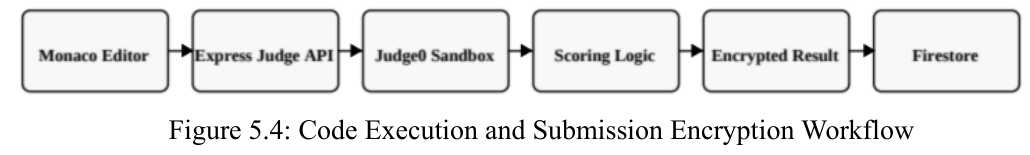 Monaco Editor Express Judge API Judge0 Sandbox Scoring Logic Encrypted Result Firestore
Figure 5.4: Code Execution and Submission Encryption Workflow